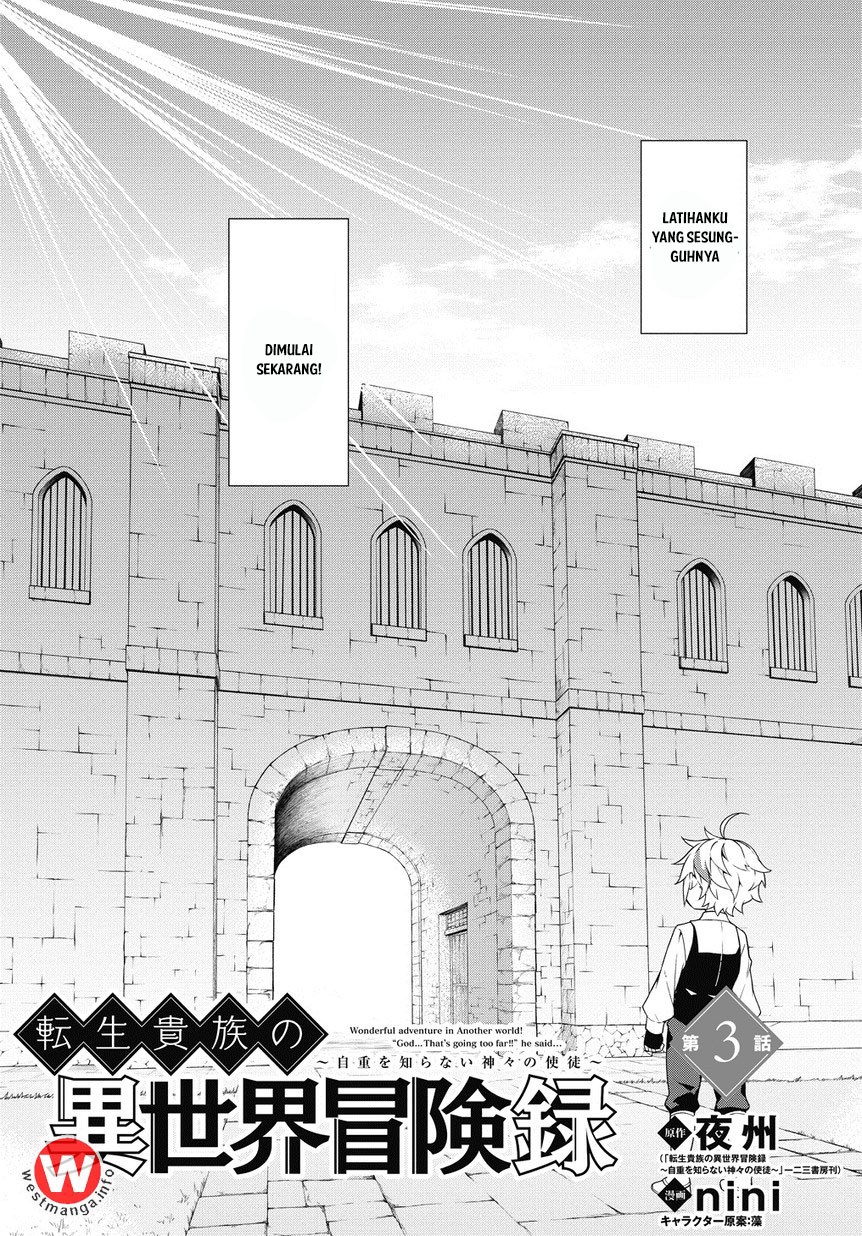 LATIHANKU
YANG SESUNG-
GUHNYA
DIMULAI
SEKARANG!
転生貴族の
Wonderful adventure in Another world!
"God...That's going too far!!" he said...
～自重を知らない神々の使徒～
異世界冒険録
第3話
原作 夜州
(「転生貴族の異世界冒険録
～自重を知らない神々の使徒～」一二三書房刊)
漫画 nini
キャラクター原案:藻
W
westmanga.info